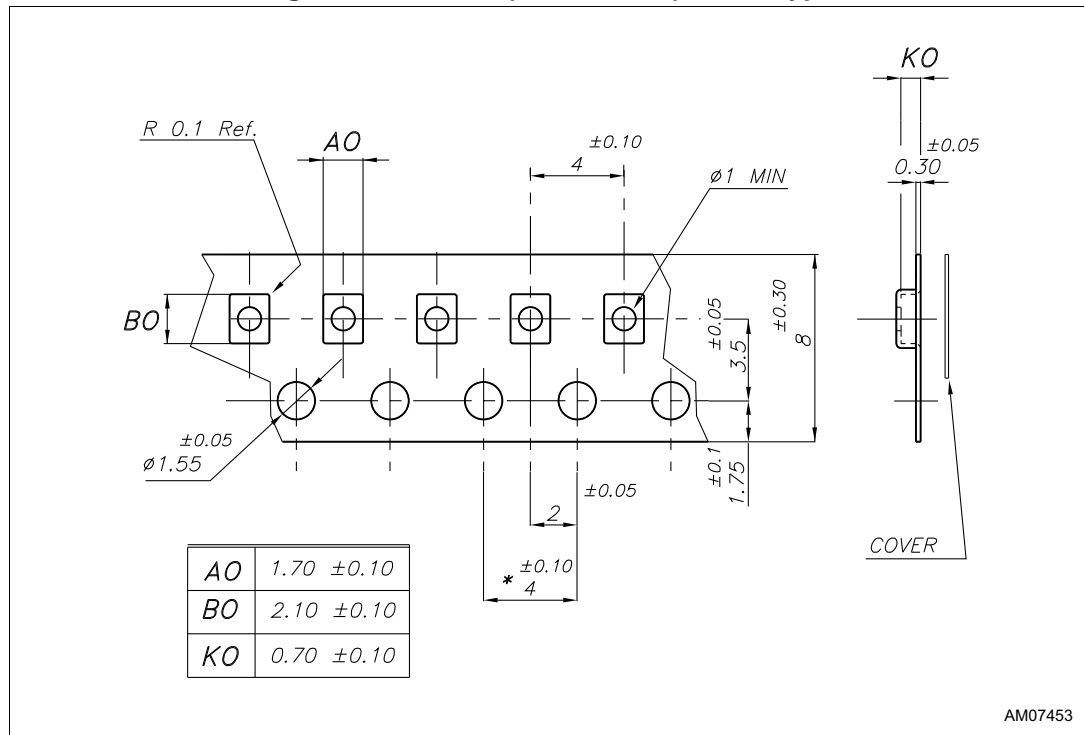 KO
R 0.1 Ref.
AO
±0.10
4
ø1 MIN
±0.05
0.30
BO
±0.05
3.5
±0.30
8
±0.05
ø1.55
±0.1
1.75
±0.05
2
* ±0.10
4
COVER
AO 1.70 ±0.10
BO 2.10 ±0.10
KO 0.70 ±0.10
AM07453